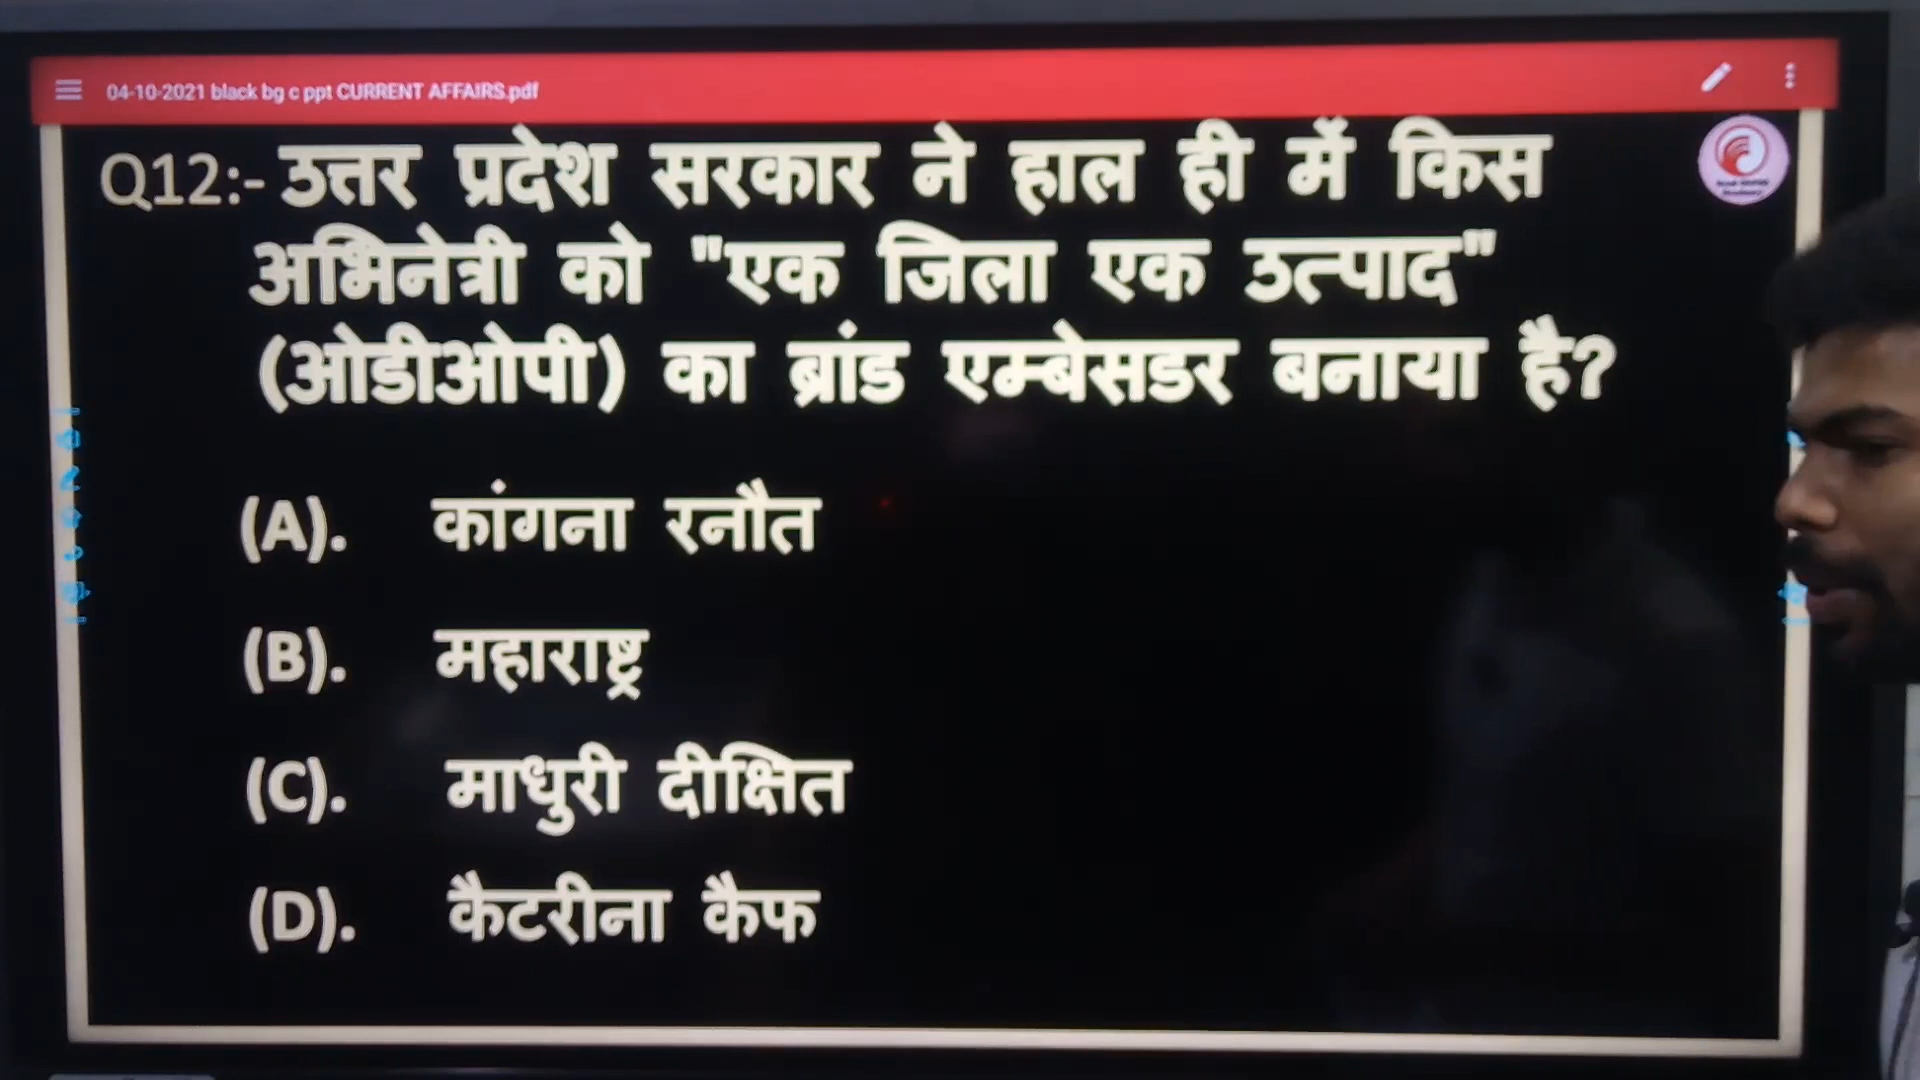 04-10-2021 black bg c ppt CURRENT AFFAIRS.pdf
Q12:- उत्तर प्रदेश सरकार ने हाल ही में किस
अभिनेत्री को "एक जिला एक उत्पाद"
(ओडीओपी) का ब्रांड एम्बेसडर बनाया है?
(A). कांगना रनौत
(B). महाराष्ट्र
(C). माधुरी दीक्षित
(D). कैटरीना कैफ